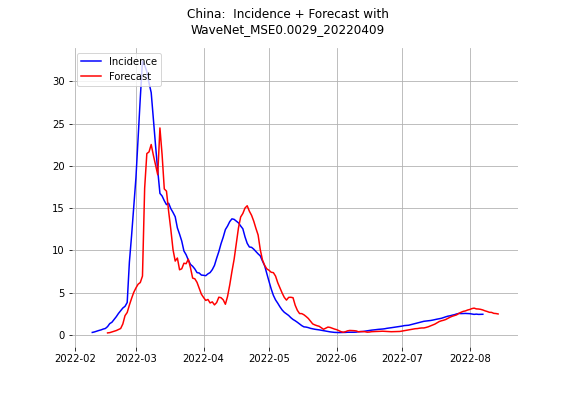 China:  Incidence + Forecast with
WaveNet_MSE0.0029_20220409
Incidence
Forecast
30
25
20
15
10
5
0
2022-02 2022-03 2022-04 2022-05 2022-06 2022-07 2022-08